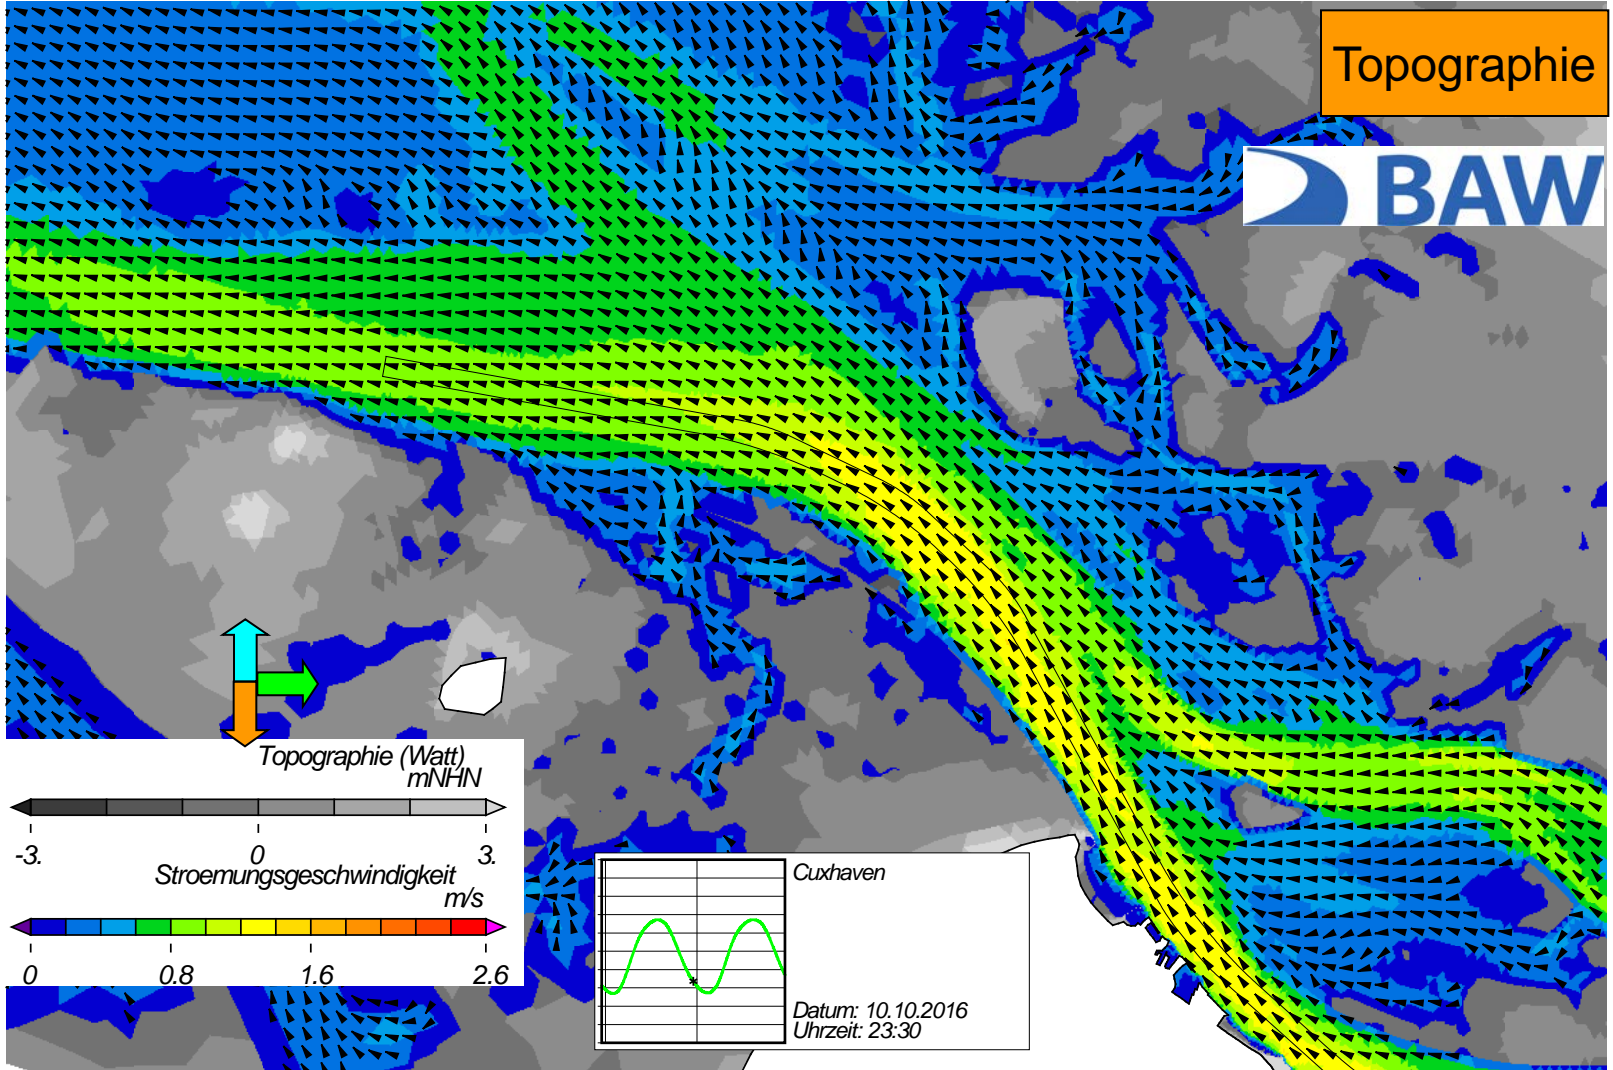 Topographie
BAW
Topographie (Watt)
mNHN
-3. 0 3.
Stroemungsgeschwindigkeit
m/s
0 0.8 1.6 2.6
Cuxhaven
Datum: 10.10.2016
Uhrzeit: 23:30